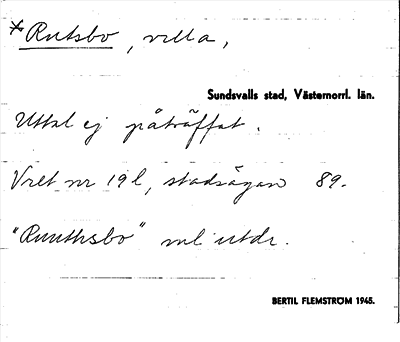 *Rutsbo, villa,
Sundsvalls stad, Västernorrl. län.
Uttal ej påträffat.
Vret nr 19 l, stadsägan 89.
"Ruuthsbo" enl utdr.
BERTIL FLEMSTRÖM 1945.